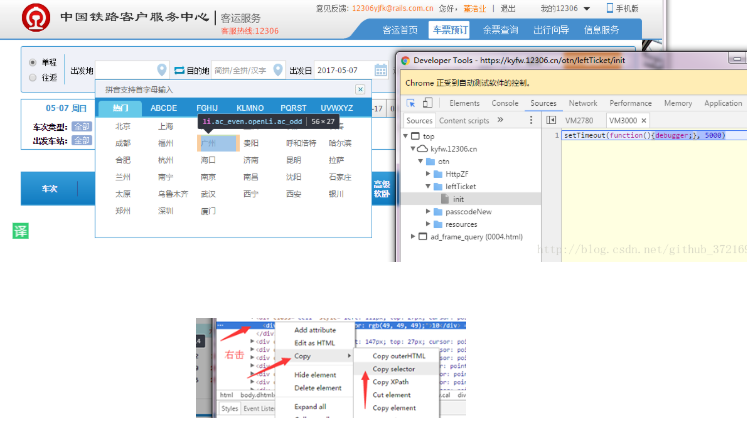 意见反馈: 12306yjfk@rails.com.cn 您好,
| 退出
我的12306
手机版
中国铁路客户服务中心
客运服务
客服热线:12306
客运首页
车票预订
余票查询
出行向导
信息服务
单程
往返
出发地
目的地
简拼/全拼/汉字
出发日
2017-05-07
拼音支持首字母输入
05-07 周日
热门
ABCDE
FGHIJ
KLMNO
PQRST
UVWXYZ
-17
车次类型:
全部
出发车站:
全部
li.ac_even.openLi.ac_odd | 56×27
北京
上海
成都
福州
广州
贵阳
呼和浩特
哈尔滨
合肥
杭州
海口
济南
昆明
拉萨
兰州
南宁
南京
南昌
沈阳
石家庄
太原
乌鲁木齐
武汉
西宁
西安
银川
郑州
深圳
厦门
车次
高级
软卧
译
Developer Tools - https://kyfw.12306.cn/otn/leftTicket/init
Chrome 正受到自动测试软件的控制。
Elements
Console
Sources
Network
Performance
Memory
Application
Sources
Content scripts
VM2780
VM3000
top
kyfw.12306.cn
otn
HttpZF
leftTicket
init
passcodeNew
resources
ad_frame_query (0004.html)
1
setTimeout(function(){debugger;}, 5000)
http://blog.csdn.net/github_372169
右击
Add attribute
Edit as HTML
Copy
Hide element
Delete element
Expand all
Copy outerHTML
Copy selector
Copy XPath
Cut element
Copy element
html
body.dhtml
Styles
Event Listen